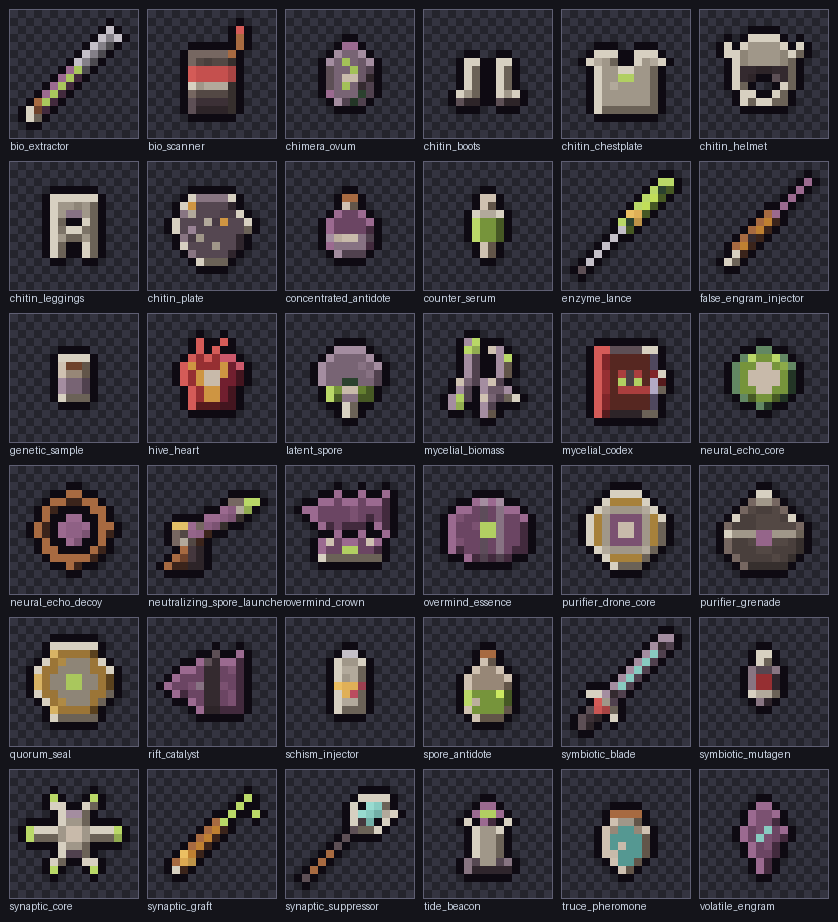 bio_extractor bio_scanner chimera_ovum chitin_boots chitin_chestplate chitin_helmet
chitin_leggings chitin_plate concentrated_antidote counter_serum enzyme_lance false_engram_injector
genetic_sample hive_heart latent_spore mycelial_biomass mycelial_codex neural_echo_core
neural_echo_decoy neutralizing_spore_launcher overmind_crown overmind_essence purifier_drone_core purifier_grenade
quorum_seal rift_catalyst schism_injector spore_antidote symbiotic_blade symbiotic_mutagen
synaptic_core synaptic_graft synaptic_suppressor tide_beacon truce_pheromone volatile_engram